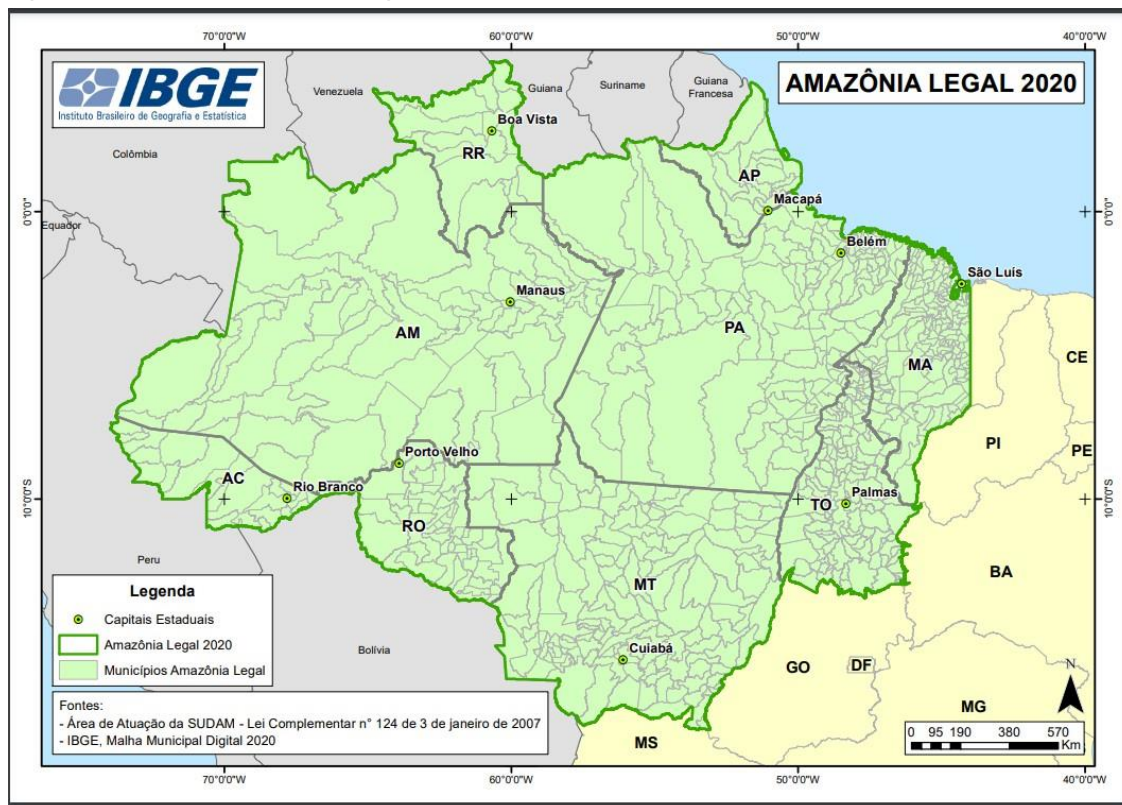 70°0'0"W 60°0'0"W 50°0'0"W 40°0'0"W
IBGE
Instituto Brasileiro de Geografia e Estatística
AMAZÔNIA LEGAL 2020
Venezuela
Guiana
Suriname
Guiana
Francesa
Boa Vista
Colômbia
RR
AP
Macapá
0°0'0"
0°0'0"
Equador
Belém
São Luís
Manaus
AM
PA
MA
CE
PI
PE
Porto Velho
AC
Rio Branco
Palmas
TO
10°0'0"S
10°0'0"S
RO
Peru
BA
MT
Legenda
Capitais Estaduais
Amazônia Legal 2020
Municípios Amazônia Legal
Bolívia
Cuiabá
GO
DF
N
MG
MS
Fontes:
- Área de Atuação da SUDAM - Lei Complementar n° 124 de 3 de janeiro de 2007
- IBGE, Malha Municipal Digital 2020
0 95 190 380 570
Km
70°0'0"W 60°0'0"W 50°0'0"W 40°0'0"W